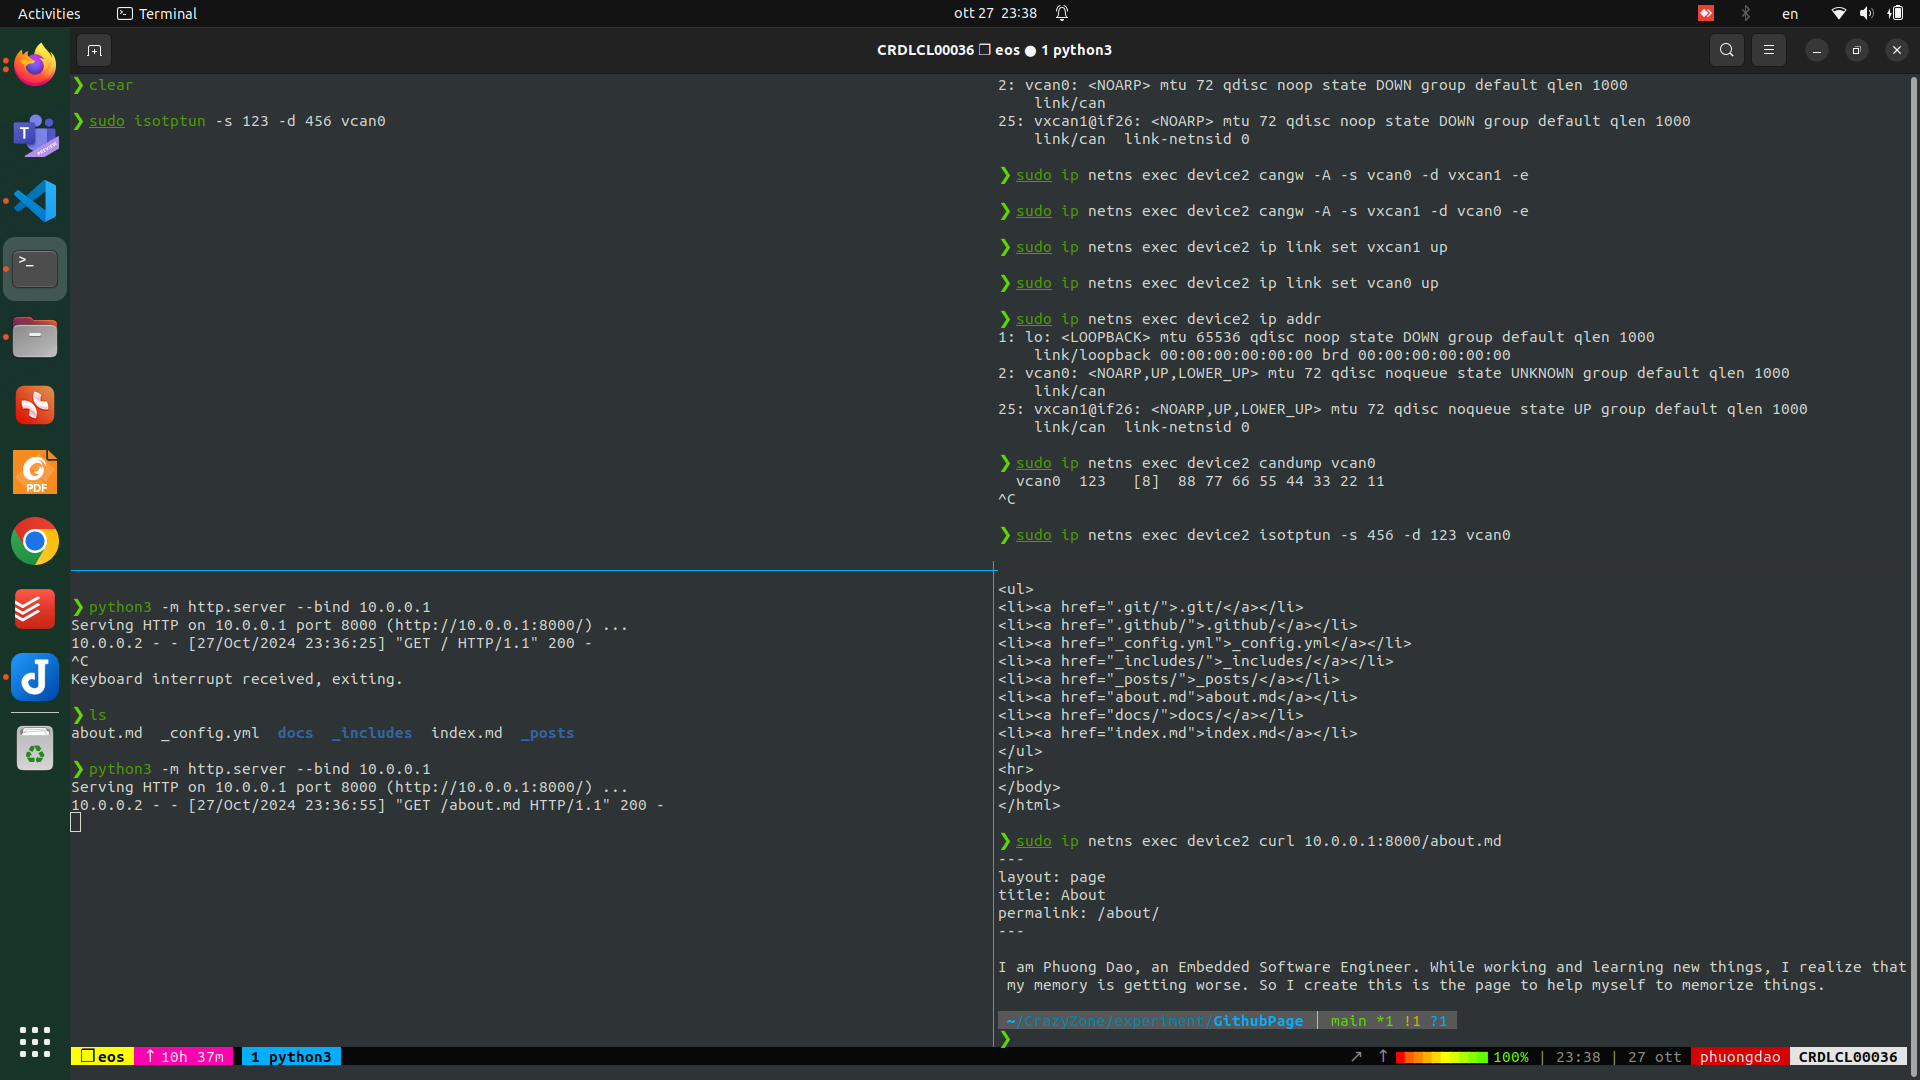 Activities
Terminal
ott 27 23:38
en
CRDLCL00036 ❐ eos ● 1 python3
❯ clear
❯ sudo isotptun -s 123 -d 456 vcan0
2: vcan0: <NOARP> mtu 72 qdisc noop state DOWN group default qlen 1000
    link/can
25: vxcan1@if26: <NOARP> mtu 72 qdisc noop state DOWN group default qlen 1000
    link/can  link-netnsid 0
❯ sudo ip netns exec device2 cangw -A -s vcan0 -d vxcan1 -e
❯ sudo ip netns exec device2 cangw -A -s vxcan1 -d vcan0 -e
❯ sudo ip netns exec device2 ip link set vxcan1 up
❯ sudo ip netns exec device2 ip link set vcan0 up
❯ sudo ip netns exec device2 ip addr
1: lo: <LOOPBACK> mtu 65536 qdisc noop state DOWN group default qlen 1000
    link/loopback 00:00:00:00:00:00 brd 00:00:00:00:00:00
2: vcan0: <NOARP,UP,LOWER_UP> mtu 72 qdisc noqueue state UNKNOWN group default qlen 1000
    link/can
25: vxcan1@if26: <NOARP,UP,LOWER_UP> mtu 72 qdisc noqueue state UP group default qlen 1000
    link/can  link-netnsid 0
❯ sudo ip netns exec device2 candump vcan0
  vcan0  123   [8]  88 77 66 55 44 33 22 11
^C
❯ sudo ip netns exec device2 isotptun -s 456 -d 123 vcan0
❯ python3 -m http.server --bind 10.0.0.1
Serving HTTP on 10.0.0.1 port 8000 (http://10.0.0.1:8000/) ...
10.0.0.2 - - [27/Oct/2024 23:36:25] "GET / HTTP/1.1" 200 -
^C
Keyboard interrupt received, exiting.
❯ ls
about.md  _config.yml  docs  _includes  index.md  _posts
❯ python3 -m http.server --bind 10.0.0.1
Serving HTTP on 10.0.0.1 port 8000 (http://10.0.0.1:8000/) ...
10.0.0.2 - - [27/Oct/2024 23:36:55] "GET /about.md HTTP/1.1" 200 -
<ul>
<li><a href=".git/">.git/</a></li>
<li><a href=".github/">.github/</a></li>
<li><a href="_config.yml">_config.yml</a></li>
<li><a href="_includes/">_includes/</a></li>
<li><a href="_posts/">_posts/</a></li>
<li><a href="about.md">about.md</a></li>
<li><a href="docs/">docs/</a></li>
<li><a href="index.md">index.md</a></li>
</ul>
<hr>
</body>
</html>
❯ sudo ip netns exec device2 curl 10.0.0.1:8000/about.md
---
layout: page
title: About
permalink: /about/
---
I am Phuong Dao, an Embedded Software Engineer. While working and learning new things, I realize that
 my memory is getting worse. So I create this is the page to help myself to memorize things.
~/CrazyZone/experiment/GithubPage | main *1 !1 ?1
❯
❐ eos ↑ 10h 37m 1 python3
↗ ↑ 100% | 23:38 | 27 ott phuongdao CRDLCL00036
T
PREVIEW
>_
PDF